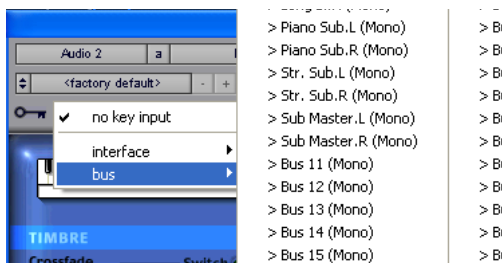 Audio 2 a
<factory default> - +
no key input
interface
bus
TIMBRE
Crossfade Switch
> Piano Sub.L (Mono)
> Piano Sub.R (Mono)
> Str. Sub.L (Mono)
> Str. Sub.R (Mono)
> Sub Master.L (Mono)
> Sub Master.R (Mono)
> Bus 11 (Mono)
> Bus 12 (Mono)
> Bus 13 (Mono)
> Bus 14 (Mono)
> Bus 15 (Mono)